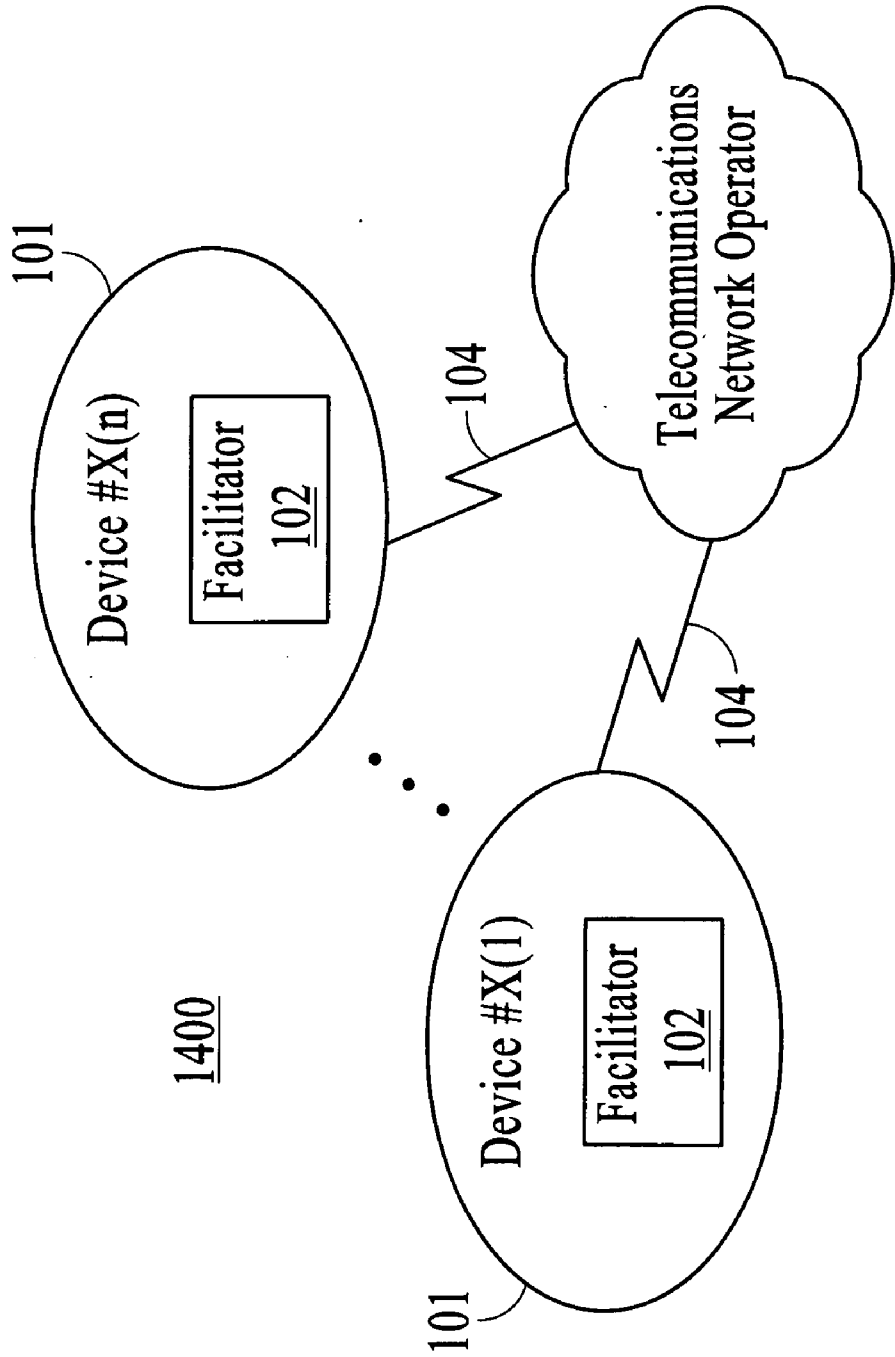 1400
101
Device #X(n)
Facilitator
102
104
101
Device #X(1)
Facilitator
102
104
Telecommunications
Network Operator